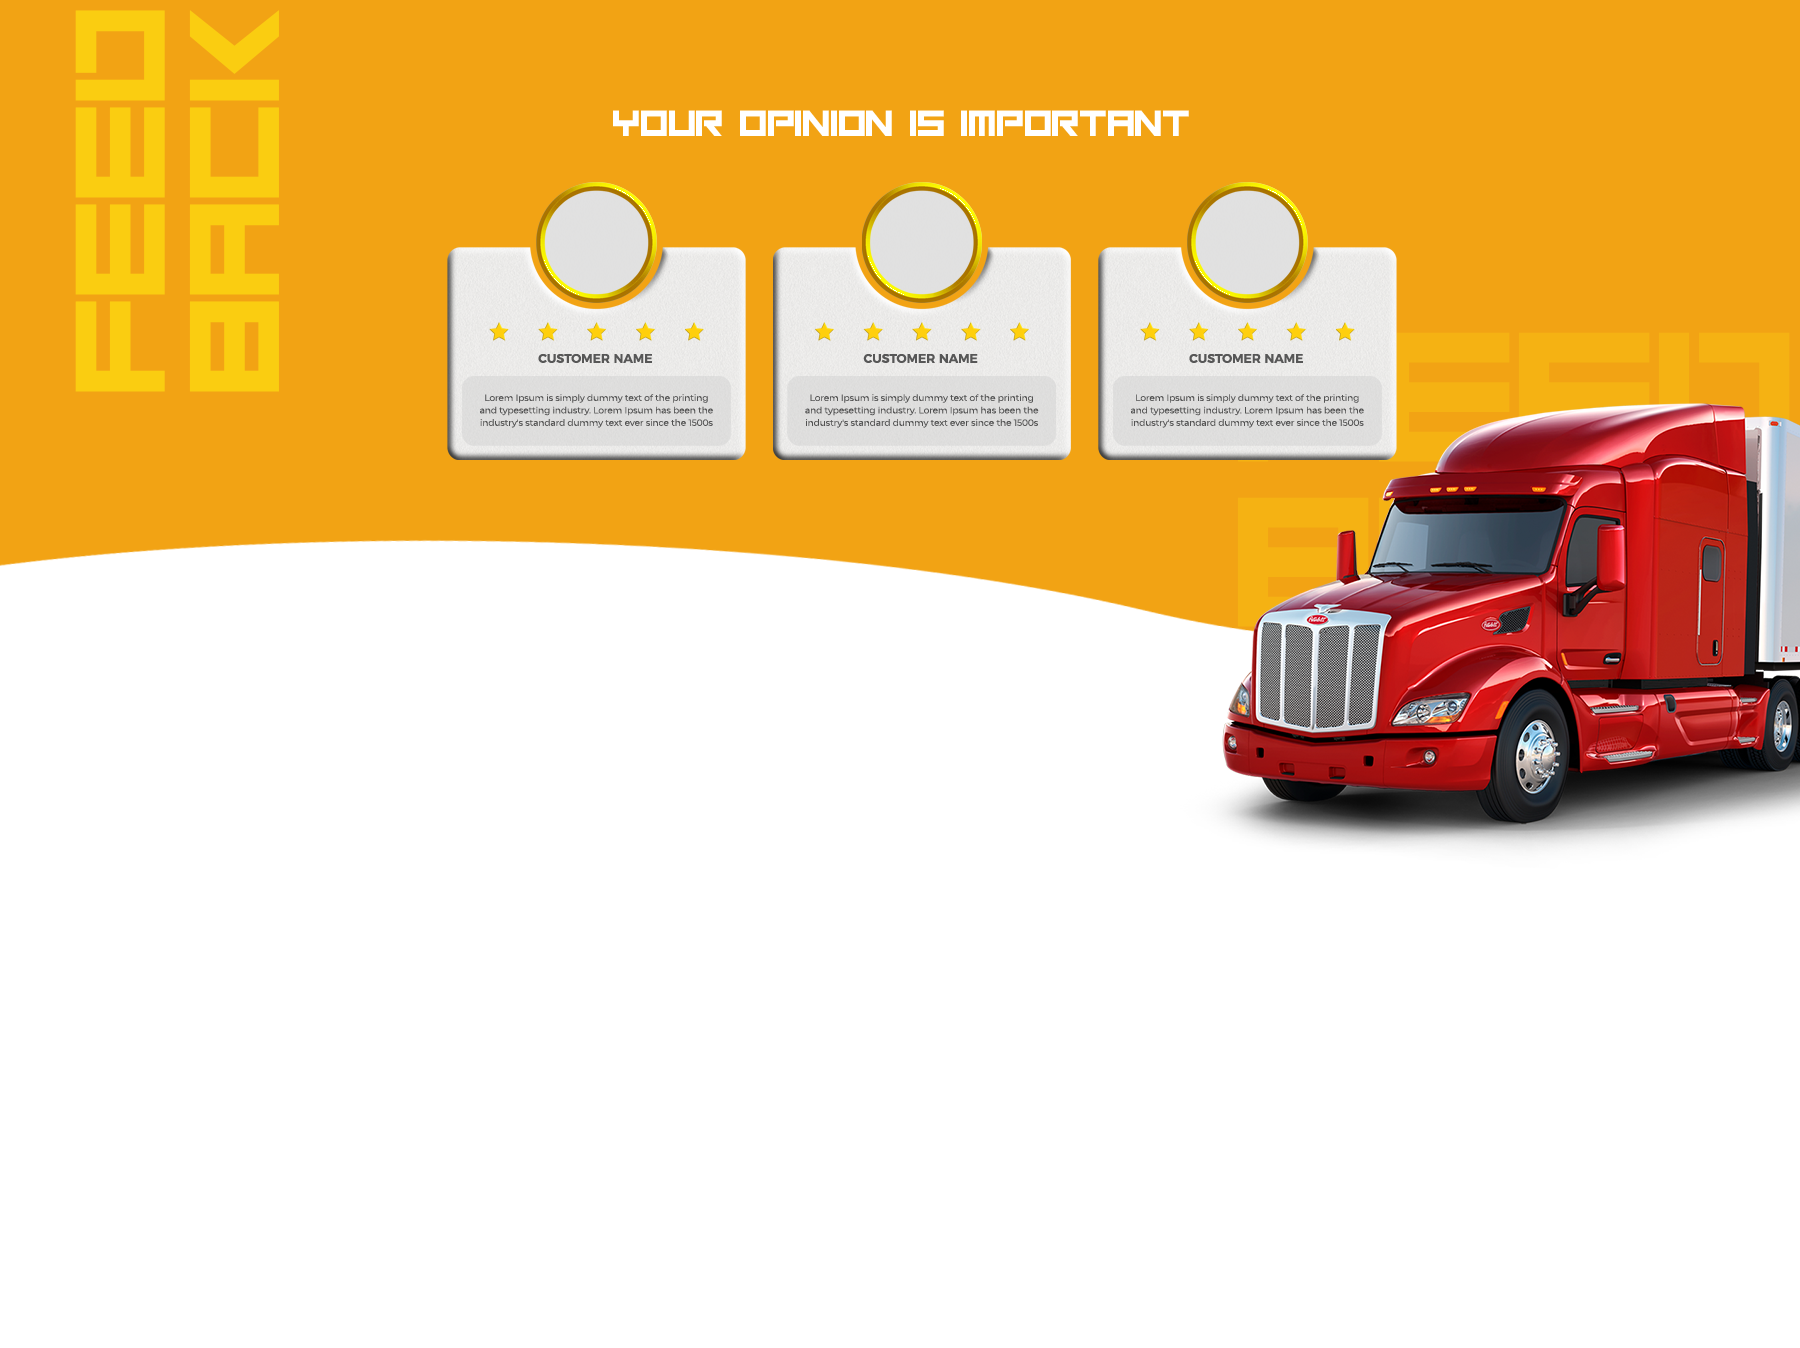 FEED
BACK
YOUR OPINION IS IMPORTANT
CUSTOMER NAME
Lorem Ipsum is simply dummy text of the printing
and typesetting industry. Lorem Ipsum has been the
industry's standard dummy text ever since the 1500s
CUSTOMER NAME
Lorem Ipsum is simply dummy text of the printing
and typesetting industry. Lorem Ipsum has been the
industry's standard dummy text ever since the 1500s
CUSTOMER NAME
Lorem Ipsum is simply dummy text of the printing
and typesetting industry. Lorem Ipsum has been the
industry's standard dummy text ever since the 1500s